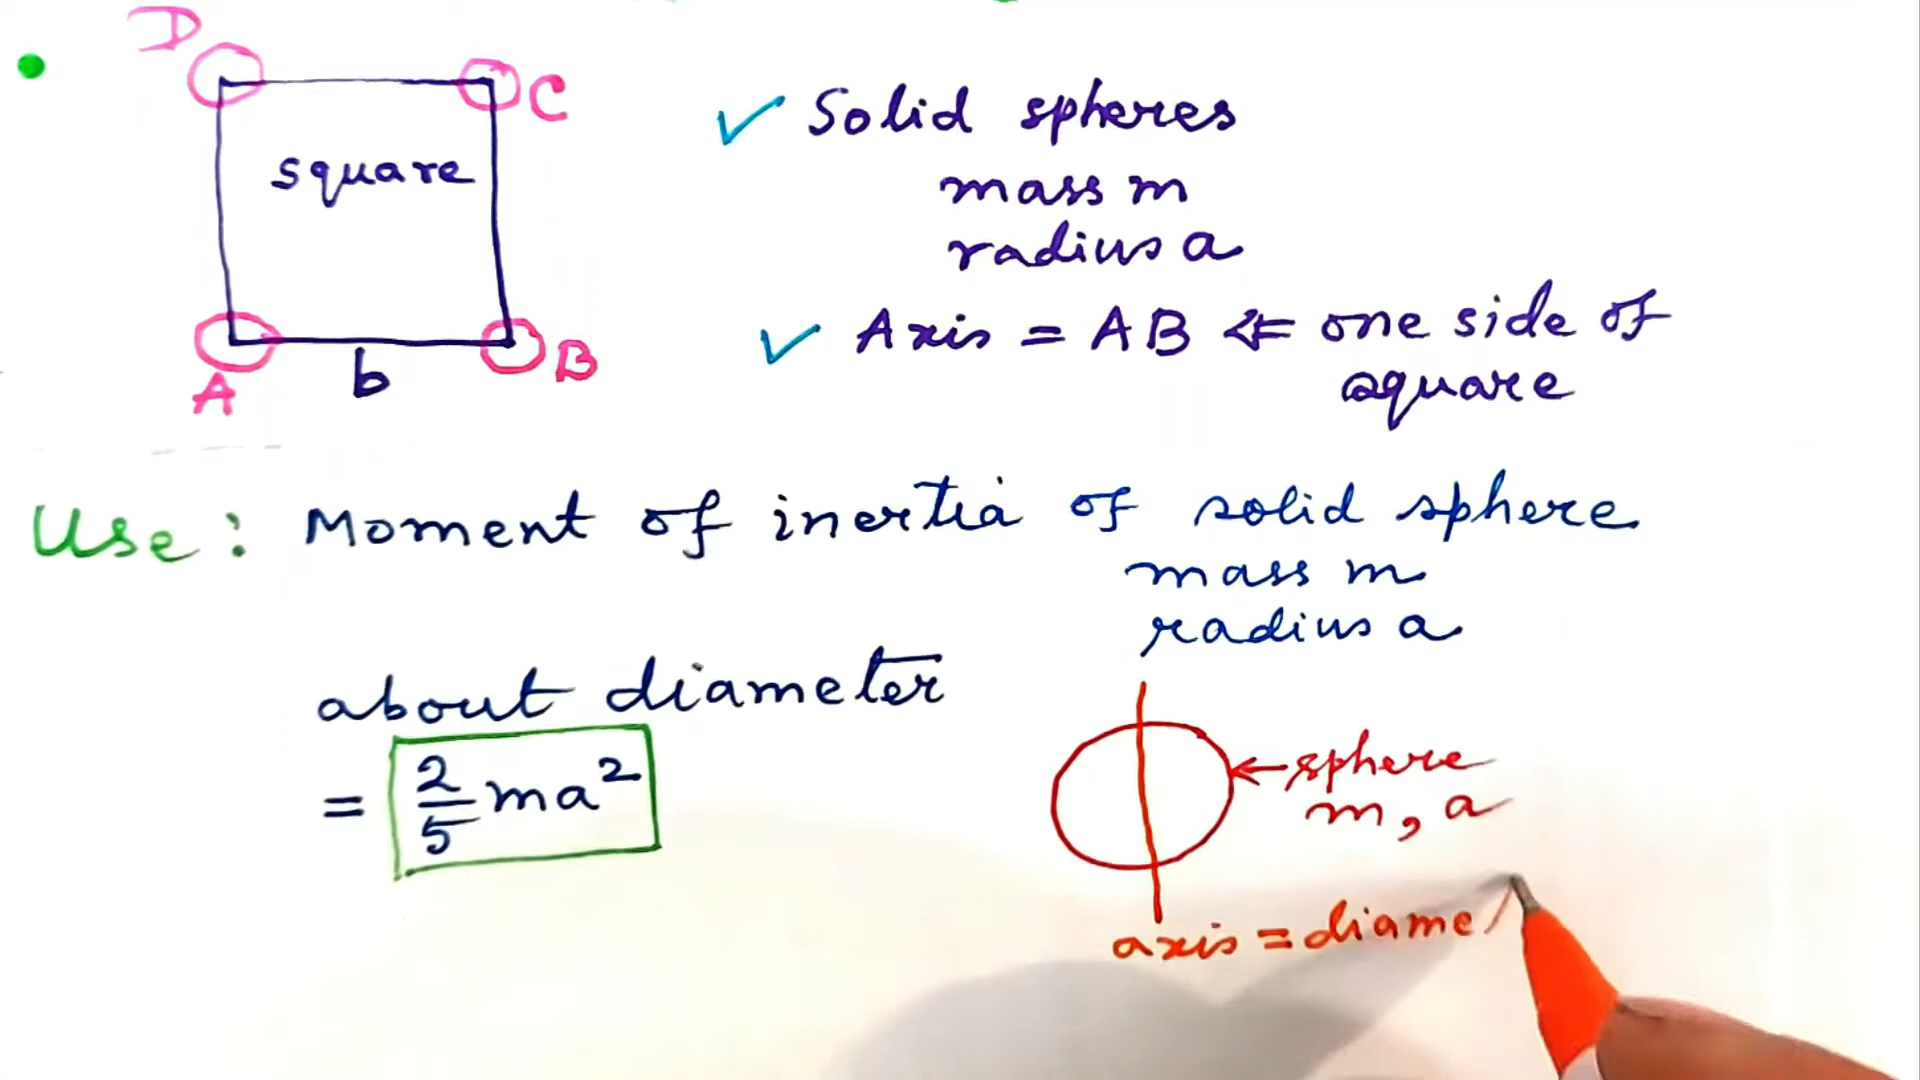 D
C
square
A
b
B
✓ Solid spheres
mass m
radius a
✓ Axis = AB ⇐ one side of
square
Use: Moment of inertia of solid sphere
mass m
radius a
about diameter
= 2/5 ma²
← sphere
m, a
axis = diame